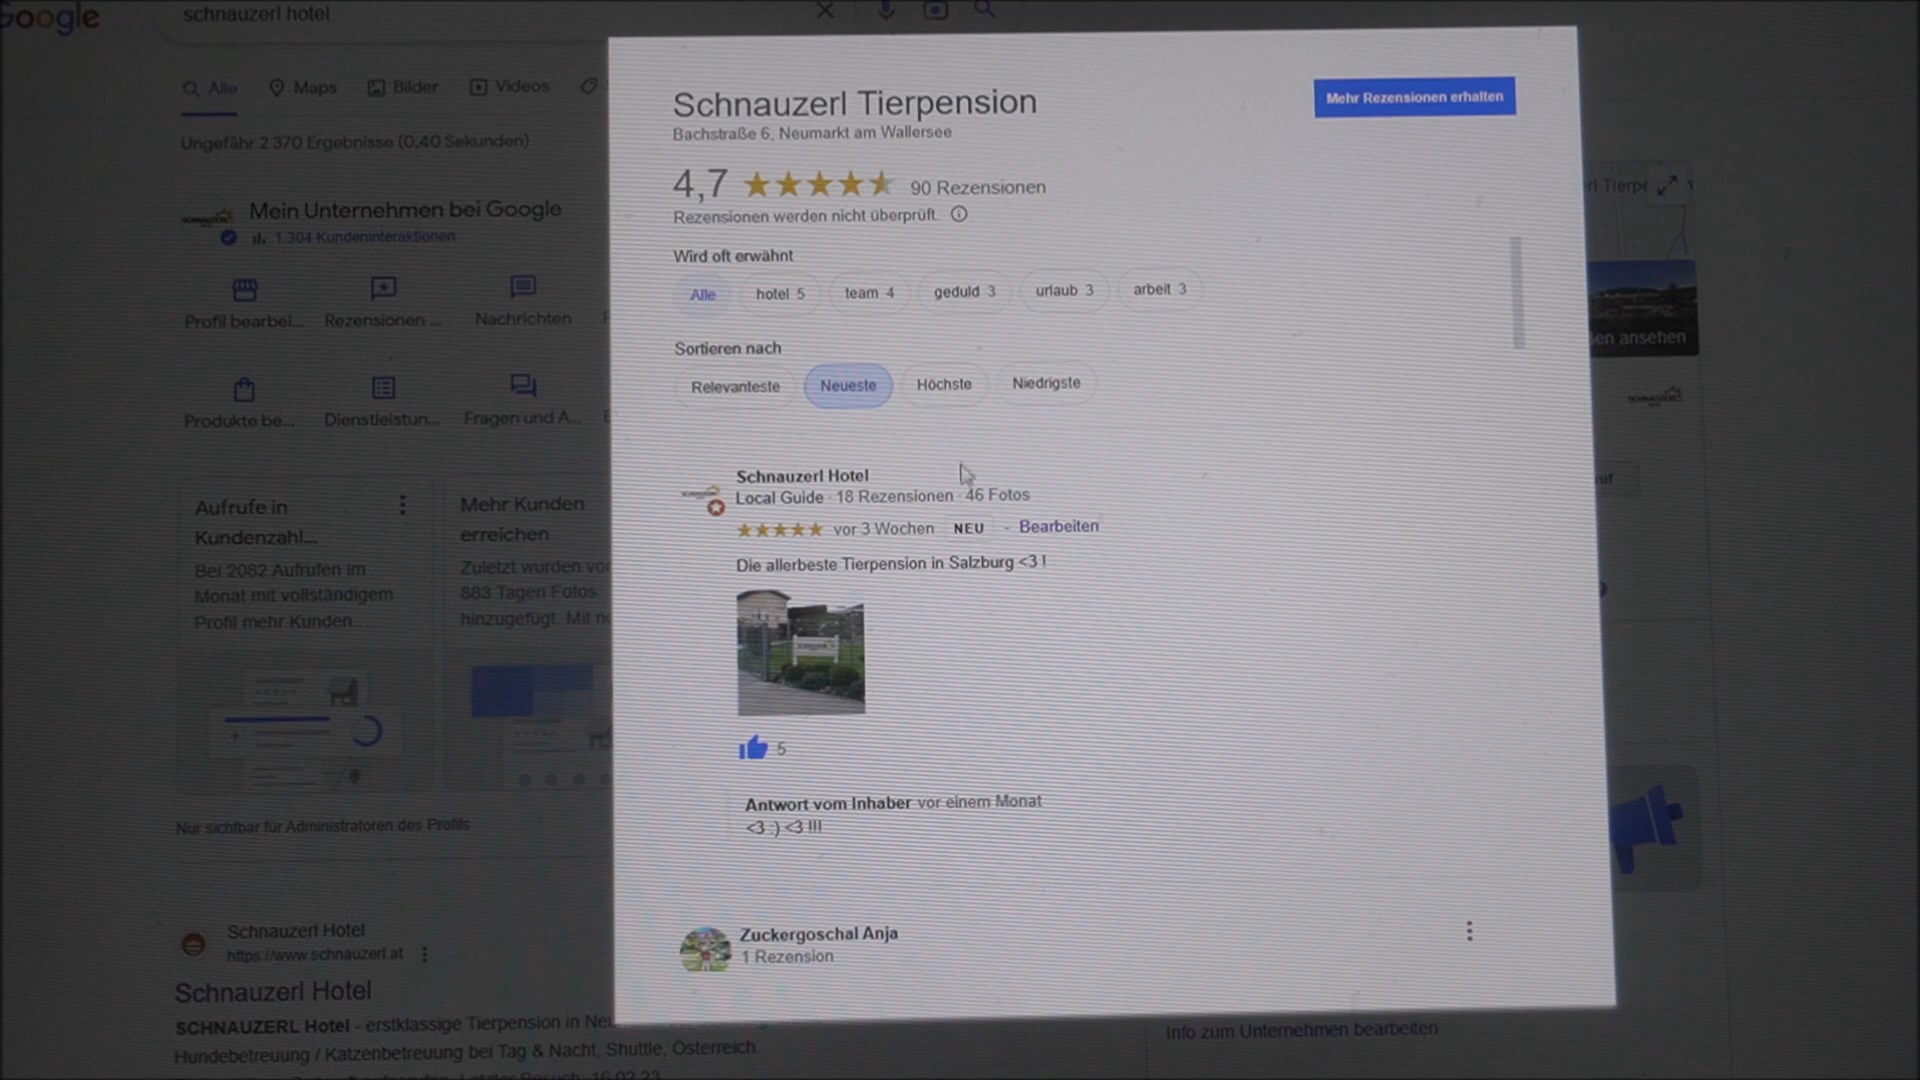 Google
schnauzerl hotel
Alle
Maps
Bilder
Videos
Ungefähr 2 370 Ergebnisse (0,40 Sekunden)
Mein Unternehmen bei Google
1.304 Kundeninteraktionen
Profil bearbei...
Rezensionen ...
Nachrichten
Produkte be...
Dienstleistun...
Fragen und A...
Aufrufe in
Kundenzahl...
Bei 2082 Aufrufen im
Monat mit vollständigem
Profil mehr Kunden...
Mehr Kunden
erreichen
Zuletzt wurden vor
883 Tagen Fotos
hinzugefügt. Mit
Nur sichtbar für Administratoren des Profils
Schnauzerl Hotel
https://www.schnauzerl.at
Schnauzerl Hotel
SCHNAUZERL Hotel - erstklassige Tierpension in
Hundebetreuung / Katzenbetreuung bei Tag & Nacht, Shuttle, Österreich.
Letzter Besuch: 16.02.23
Schnauzerl Tierpension
Bachstraße 6, Neumarkt am Wallersee
Mehr Rezensionen erhalten
4,7
90 Rezensionen
Rezensionen werden nicht überprüft
Wird oft erwähnt
Alle
hotel 5
team 4
geduld 3
urlaub 3
arbeit 3
Sortieren nach
Relevanteste
Neueste
Höchste
Niedrigste
Schnauzerl Hotel
Local Guide · 18 Rezensionen · 46 Fotos
vor 3 Wochen NEU - Bearbeiten
Die allerbeste Tierpension in Salzburg <3 !
5
Antwort vom Inhaber vor einem Monat
<3 :) <3 !!!
Zuckergoschal Anja
1 Rezension
rl Tierpe
en ansehen
Info zum Unternehmen bearbeiten